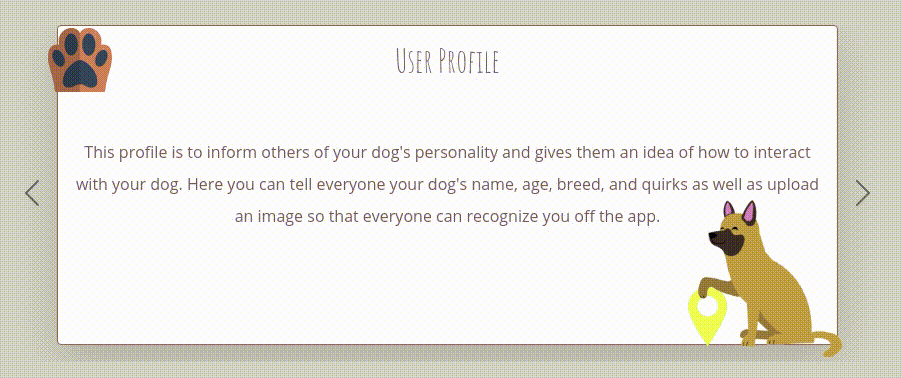 User Profile
This profile is to inform others of your dog's personality and gives them an idea of how to interact
with your dog. Here you can tell everyone your dog's name, age, breed, and quirks as well as upload
an image so that everyone can recognize you off the app.